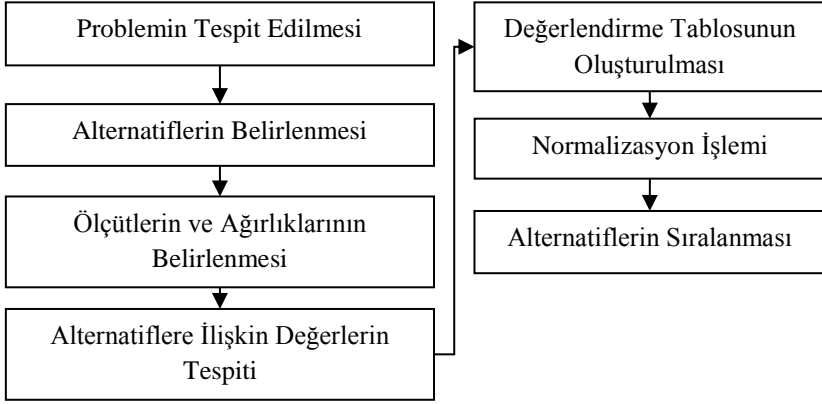 Problemin Tespit Edilmesi
Alternatiflerin Belirlenmesi
Ölçütlerin ve Ağırlıklarının
Belirlenmesi
Alternatiflere İlişkin Değerlerin
Tespiti
Değerlendirme Tablosunun
Oluşturulması
Normalizasyon İşlemi
Alternatiflerin Sıralanması